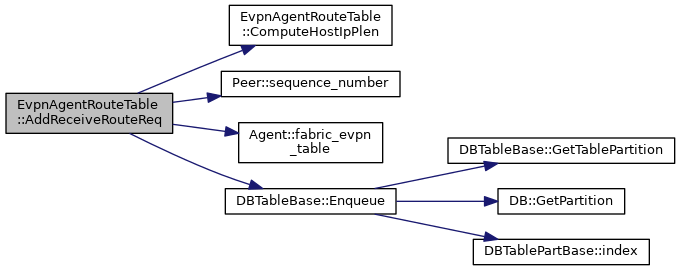 EvpnAgentRouteTable
::AddReceiveRouteReq
EvpnAgentRouteTable
::ComputeHostIpPlen
Peer::sequence_number
Agent::fabric_evpn
_table
DBTableBase::Enqueue
DBTableBase::GetTablePartition
DB::GetPartition
DBTablePartBase::index